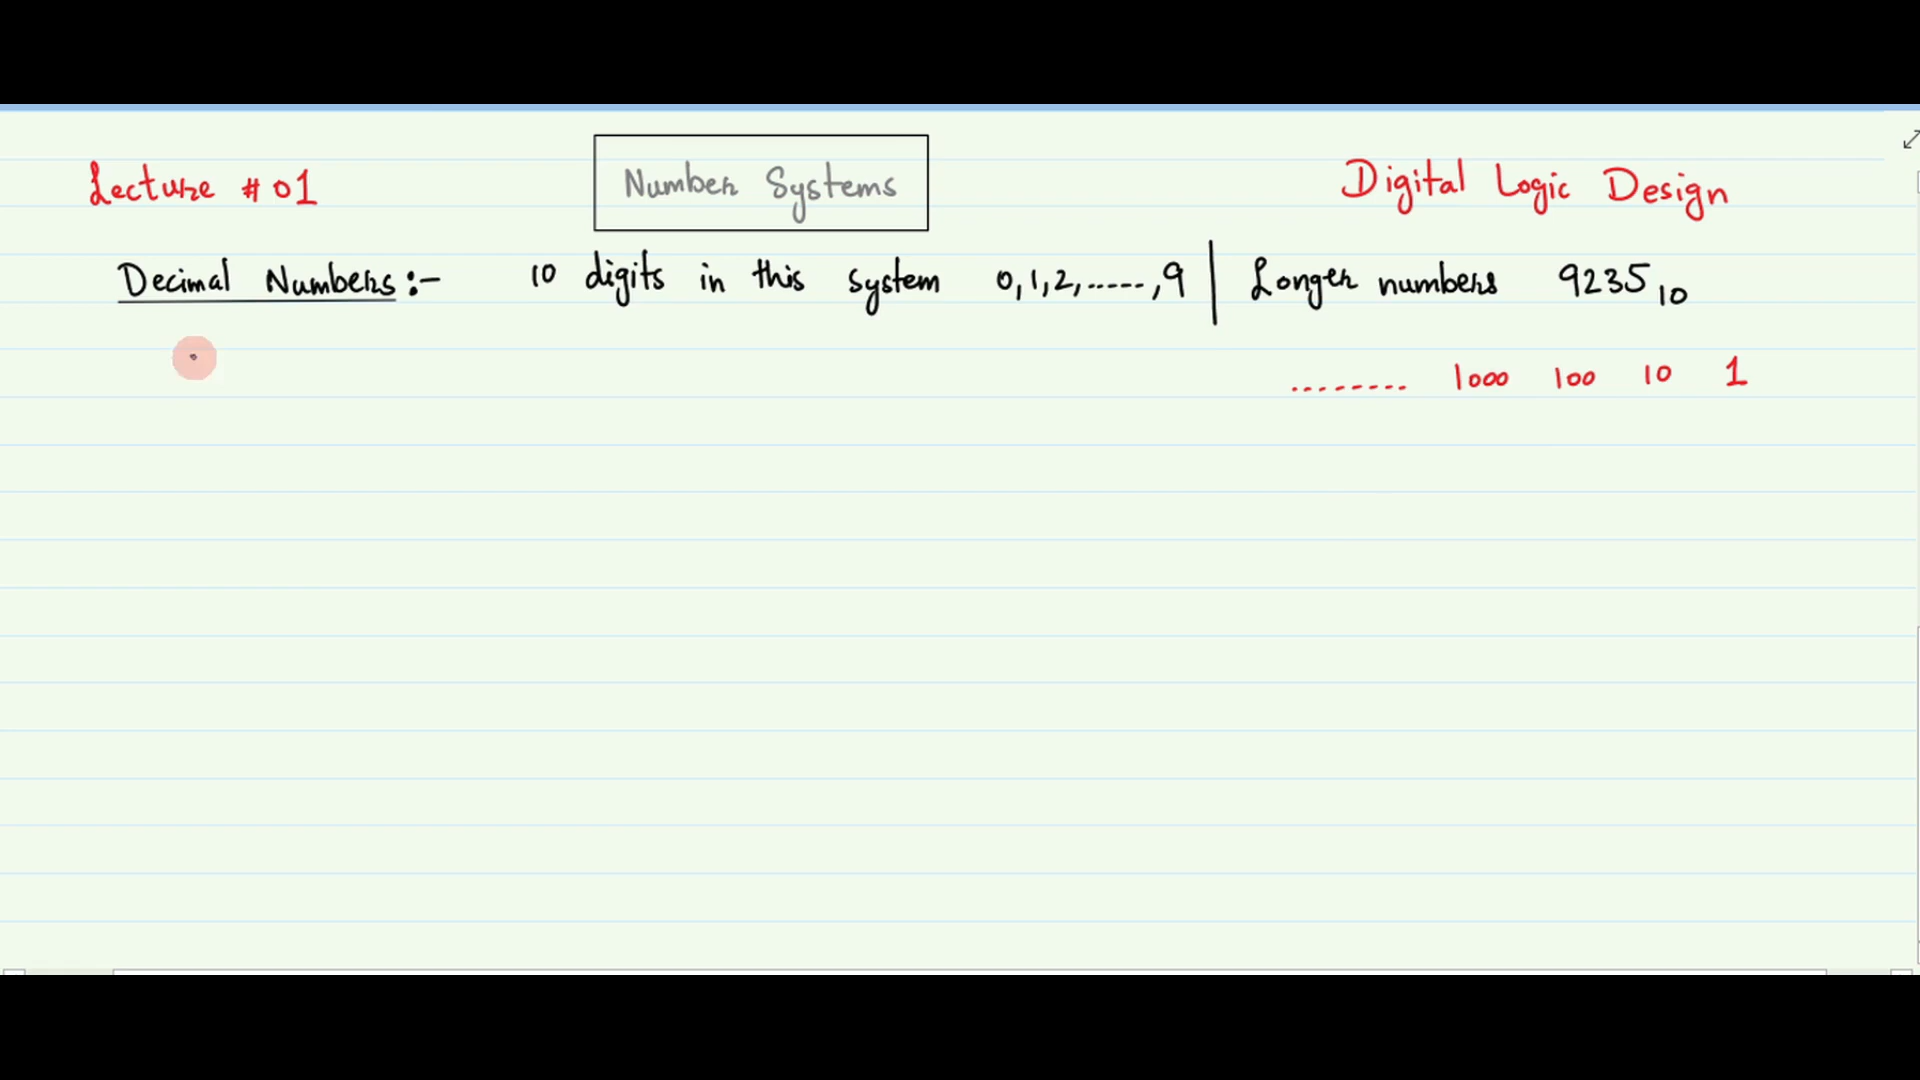 Lecture #01 Number Systems Digital Logic Design
Decimal Numbers:- 10 digits in this system 0,1,2,.....,9 | Longer numbers 9235₁₀
........ 1000 100 10 1